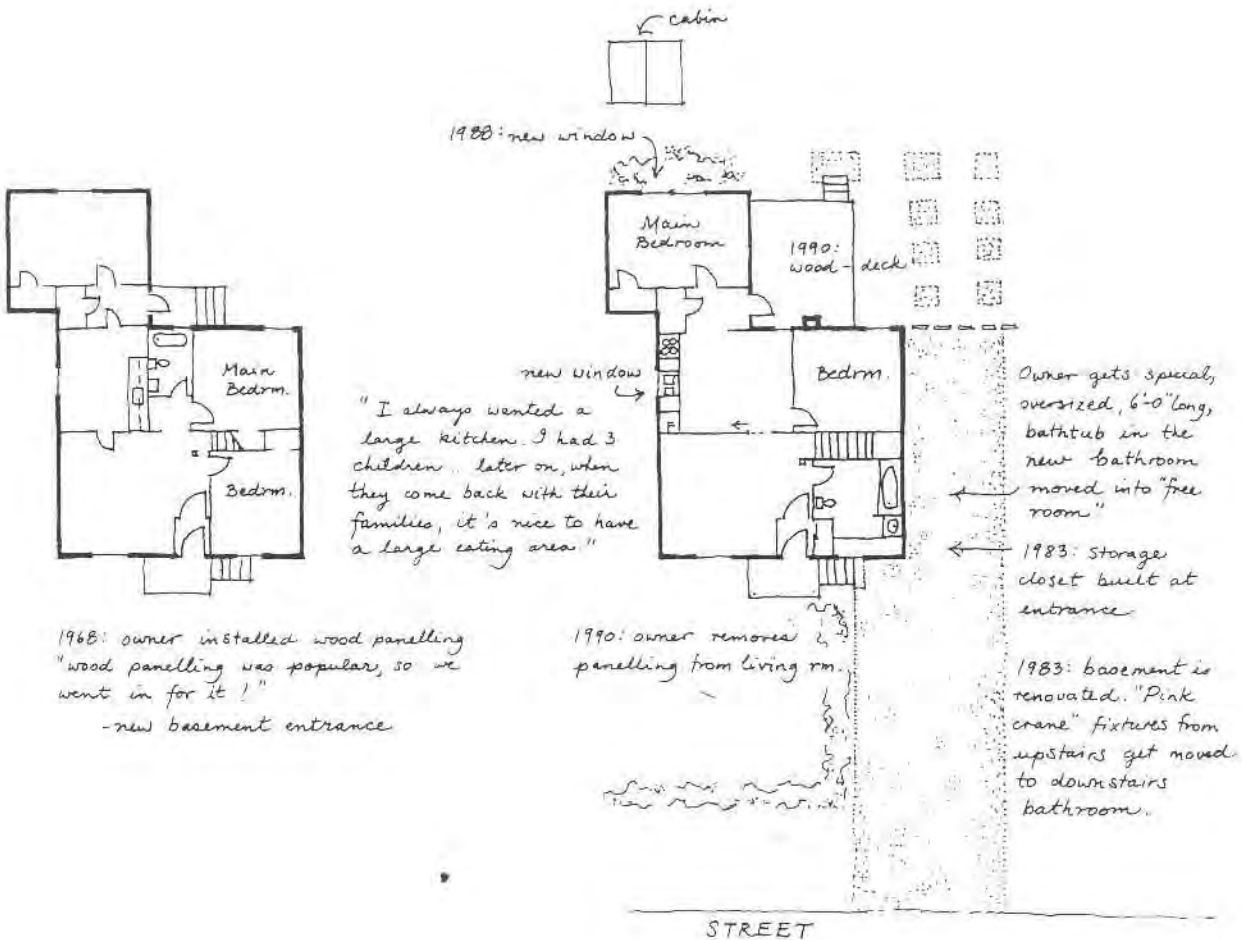 cabin
1988: new window
Main
Bedroom
1990:
wood-deck
Main
Bedrm.
Bedrm.
new window
Bedrm.
"I always wanted a
large kitchen. I had 3
children.. later on, when
they come back with their
families, it's nice to have
a large eating area"
Owner gets special,
oversized, 6'-0" long,
bathtub in the
new bathroom
moved into "free
room"
1983: storage
closet built at
entrance
1968: owner installed wood panelling
"wood panelling was popular, so we
went in for it!"
-new basement entrance
1990: owner removes
panelling from living rm.
1983: basement is
renovated. "Pink
crane" fixtures from
upstairs get moved
to downstairs
bathroom.
STREET